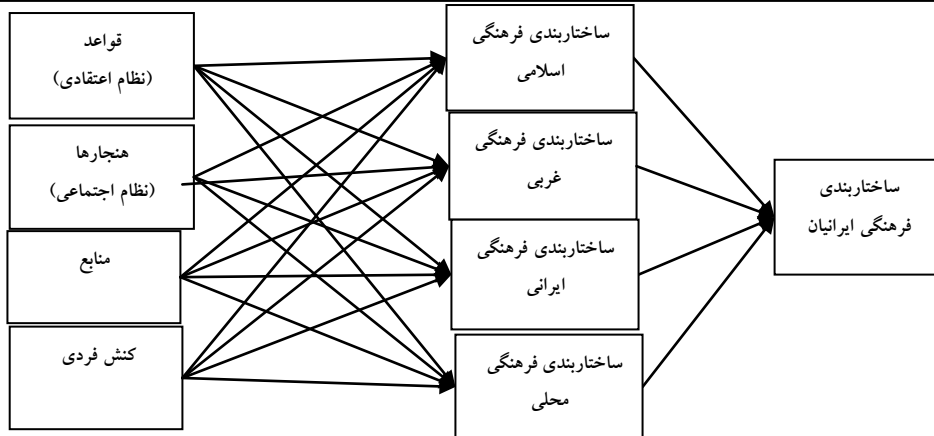 قواعد
(نظام اعتقادی)
هنجارها
(نظام اجتماعی)
منابع
کنش فردی
ساختاربندی فرهنگی
اسلامی
ساختاربندی فرهنگی
غربی
ساختاربندی فرهنگی
ایرانی
ساختاربندی فرهنگی
محلی
ساختاربندی
فرهنگی ایرانیان